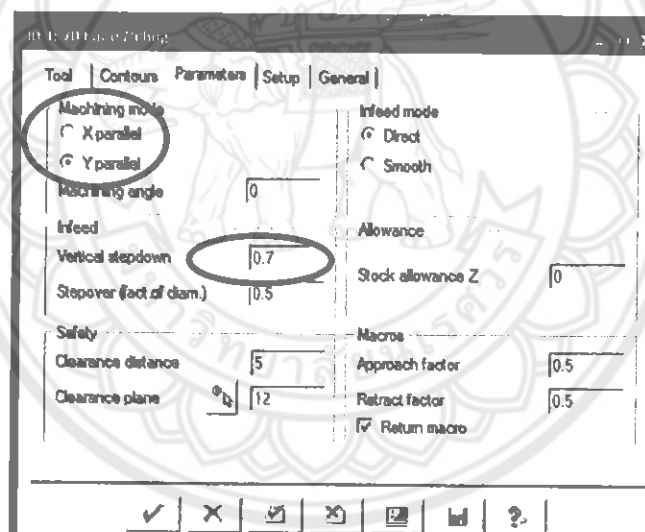 Tool Contours Parameters Setup General
Machining mode
X parallel
Y parallel
Machining angle 0
Infeed
Vertical stepdown 0.7
Stepover (fact of diam.) 0.5
Safety
Clearance distance 5
Clearance plane 12
Infeed mode
Direct
Smooth
Allowance
Stock allowance Z 0
Macros
Approach factor 0.5
Retract factor 0.5
Return macro